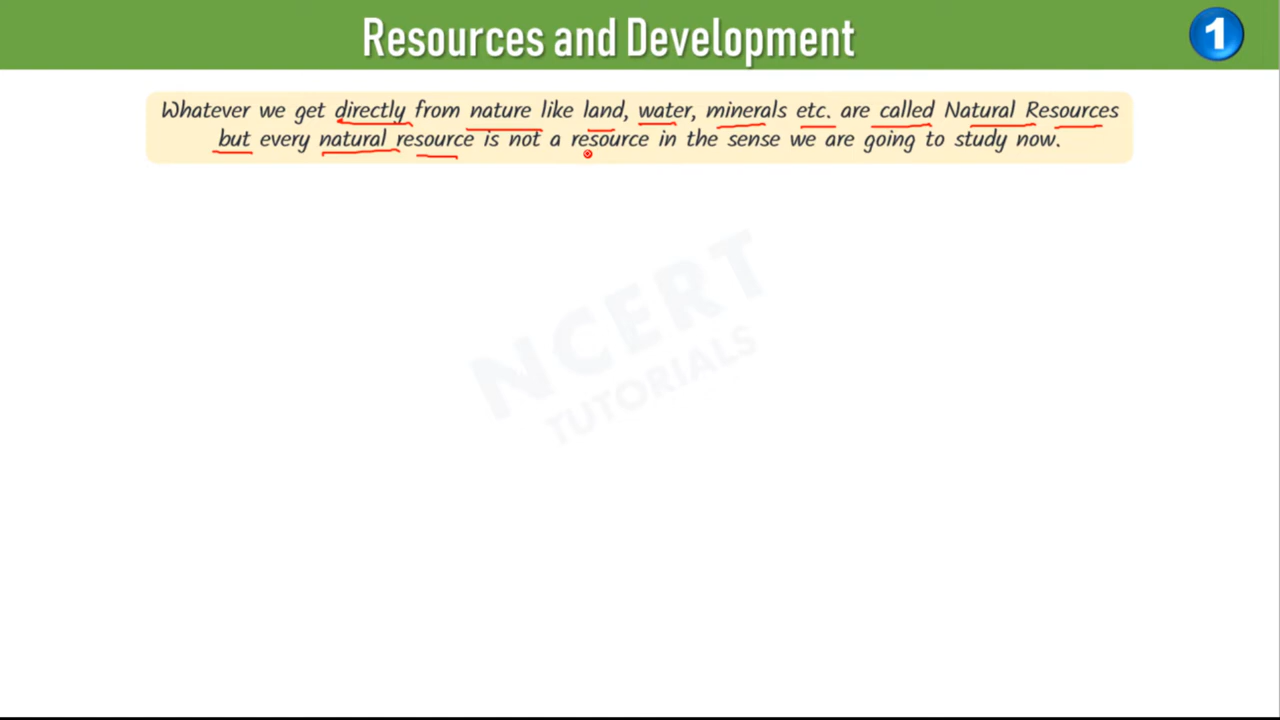 Resources and Development
1
Whatever we get directly from nature like land, water, minerals etc. are called Natural Resources
but every natural resource is not a resource in the sense we are going to study now.
NCERT
TUTORIALS